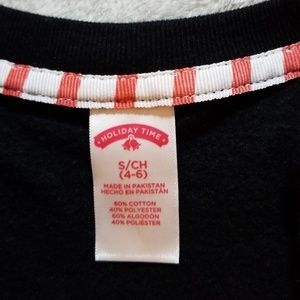 HOLIDAY TIME
S/CH
(4-6)
MADE IN PAKISTAN
HECHO EN PAKISTÁN
60% COTTON
40% POLYESTER
60% ALGODÓN
40% POLIÉSTER